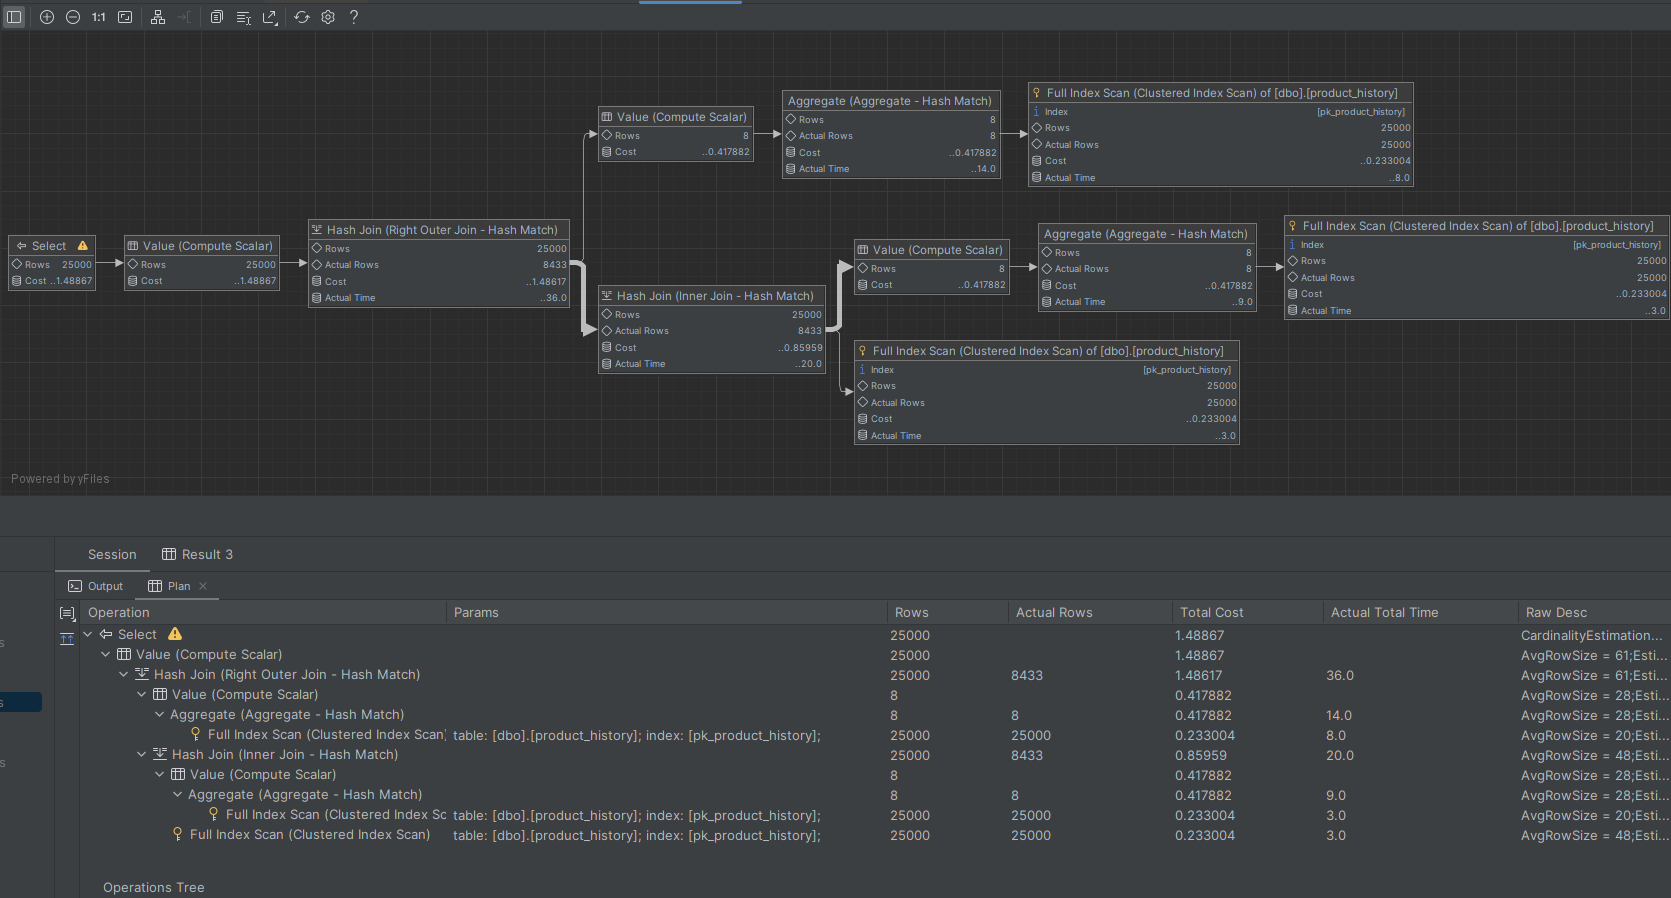 1:1
?
Select
Rows 25000
Cost ..1.48867
Value (Compute Scalar)
Rows 25000
Cost ..1.48867
Hash Join (Right Outer Join - Hash Match)
Rows 25000
Actual Rows 8433
Cost ..1.48617
Actual Time ..36.0
Value (Compute Scalar)
Rows 8
Cost ..0.417882
Aggregate (Aggregate - Hash Match)
Rows 8
Actual Rows 8
Cost ..0.417882
Actual Time ..14.0
Full Index Scan (Clustered Index Scan) of [dbo].[product_history]
Index [pk_product_history]
Rows 25000
Actual Rows 25000
Cost ..0.233004
Actual Time ..8.0
Hash Join (Inner Join - Hash Match)
Rows 25000
Actual Rows 8433
Cost ..0.85959
Actual Time ..20.0
Value (Compute Scalar)
Rows 8
Cost ..0.417882
Aggregate (Aggregate - Hash Match)
Rows 8
Actual Rows 8
Cost ..0.417882
Actual Time ..9.0
Full Index Scan (Clustered Index Scan) of [dbo].[product_history]
Index [pk_product_history]
Rows 25000
Actual Rows 25000
Cost ..0.233004
Actual Time ..3.0
Full Index Scan (Clustered Index Scan) of [dbo].[product_history]
Index [pk_product_history]
Rows 25000
Actual Rows 25000
Cost ..0.233004
Actual Time ..3.0
Powered by yFiles
Session Result 3
Output Plan
Operation Params Rows Actual Rows Total Cost Actual Total Time Raw Desc
Select 25000 1.48867 CardinalityEstimation...
Value (Compute Scalar) 25000 1.48867 AvgRowSize = 61;Esti...
Hash Join (Right Outer Join - Hash Match) 25000 8433 1.48617 36.0 AvgRowSize = 61;Esti...
Value (Compute Scalar) 8 0.417882 AvgRowSize = 28;Esti...
Aggregate (Aggregate - Hash Match) 8 8 0.417882 14.0 AvgRowSize = 28;Esti...
Full Index Scan (Clustered Index Scan) table: [dbo].[product_history]; index: [pk_product_history]; 25000 25000 0.233004 8.0 AvgRowSize = 20;Esti...
Hash Join (Inner Join - Hash Match) 25000 8433 0.85959 20.0 AvgRowSize = 48;Esti...
Value (Compute Scalar) 8 0.417882 AvgRowSize = 28;Esti...
Aggregate (Aggregate - Hash Match) 8 8 0.417882 9.0 AvgRowSize = 28;Esti...
Full Index Scan (Clustered Index Sc table: [dbo].[product_history]; index: [pk_product_history]; 25000 25000 0.233004 3.0 AvgRowSize = 20;Esti...
Full Index Scan (Clustered Index Scan) table: [dbo].[product_history]; index: [pk_product_history]; 25000 25000 0.233004 3.0 AvgRowSize = 48;Esti...
Operations Tree